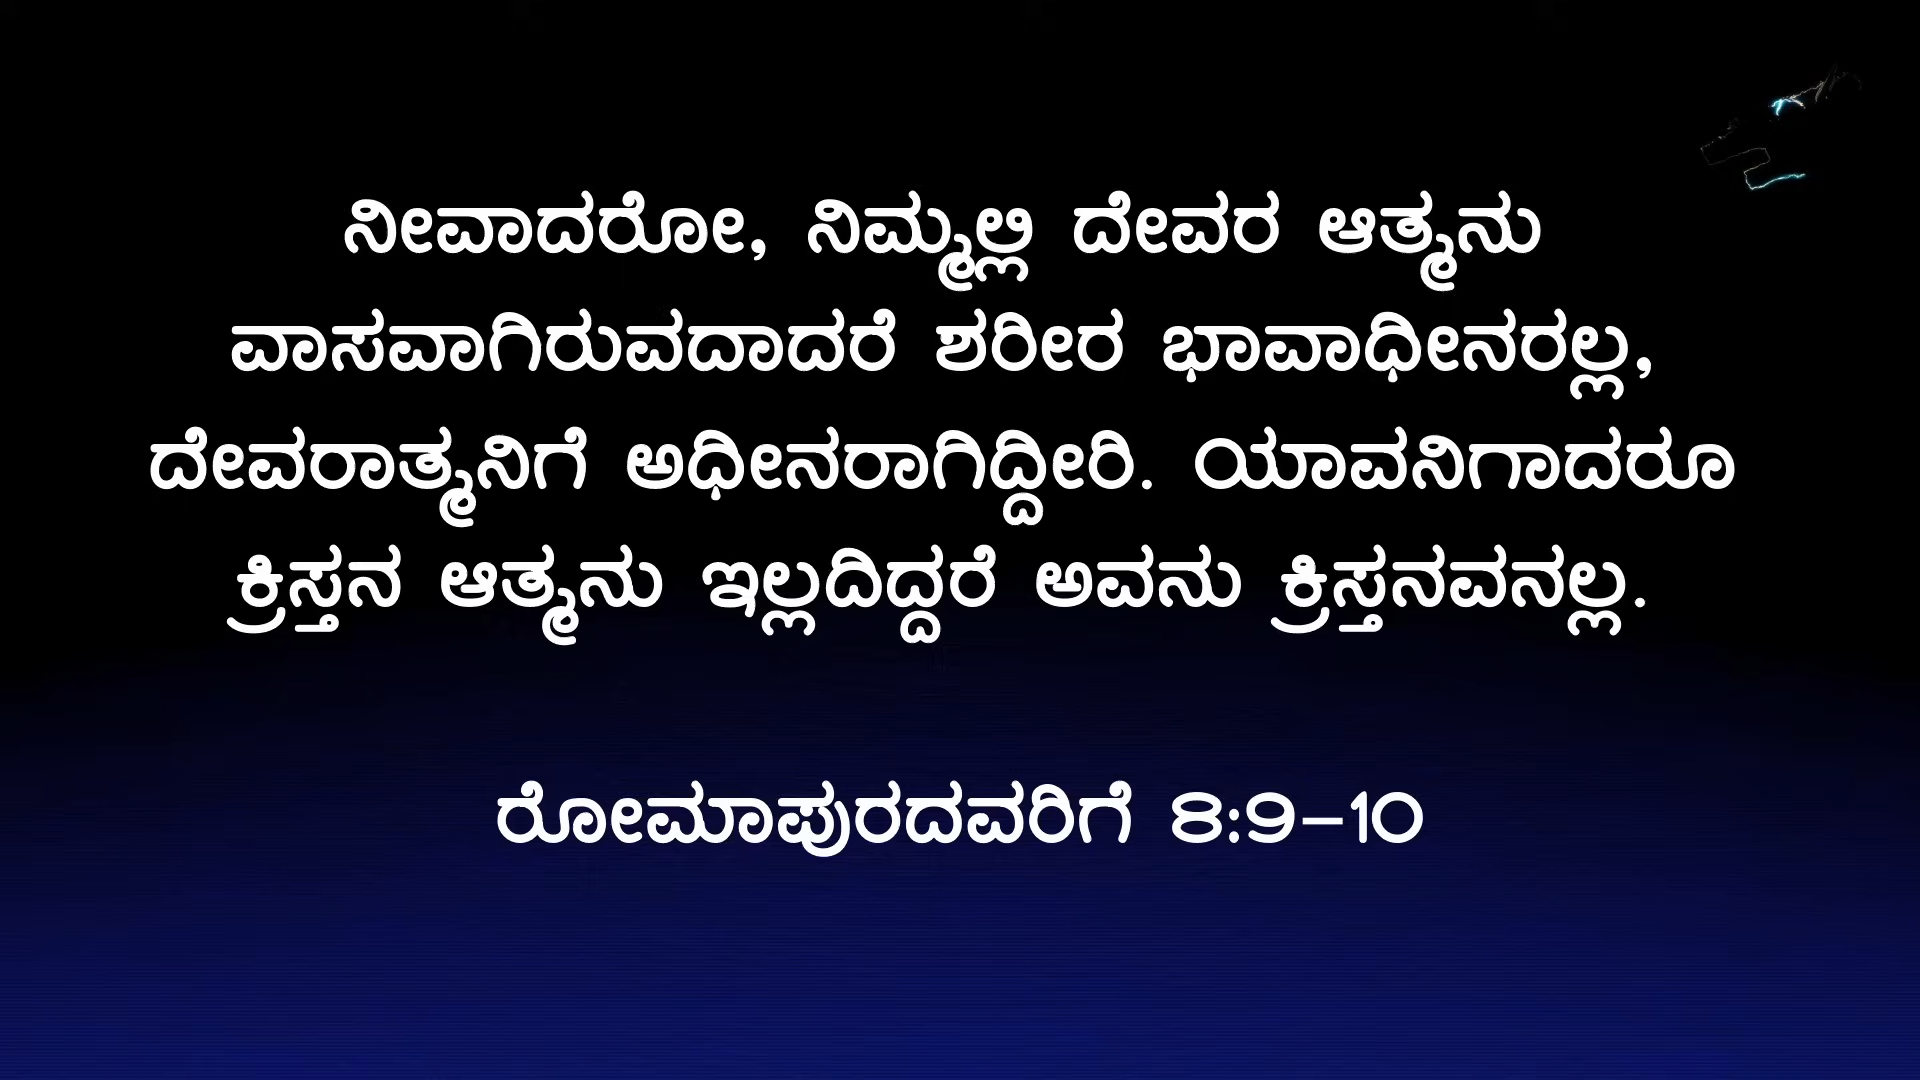 ನೀವಾದರೋ, ನಿಮ್ಮಲ್ಲಿ ದೇವರ ಆತ್ಮನು
ವಾಸವಾಗಿರುವದಾದರೆ ಶರೀರ ಭಾವಾಧೀನರಲ್ಲ,
ದೇವರಾತ್ಮನಿಗೆ ಅಧೀನರಾಗಿದ್ದೀರಿ. ಯಾವನಿಗಾದರೂ
ಕ್ರಿಸ್ತನ ಆತ್ಮನು ಇಲ್ಲದಿದ್ದರೆ ಅವನು ಕ್ರಿಸ್ತನವನಲ್ಲ.
ರೋಮಾಪುರದವರಿಗೆ 8:9-10